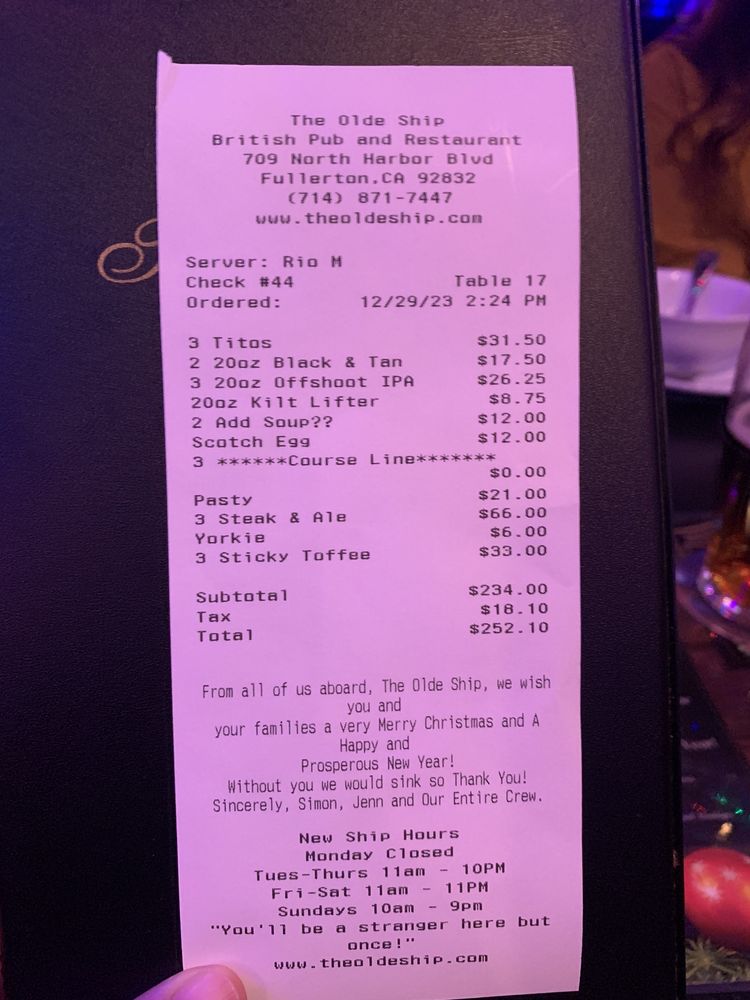 The Olde Ship
British Pub and Restaurant
709 North Harbor Blvd
Fullerton,CA 92832
(714) 871-7447
www.theoldeship.com
Server: Rio M
Check #44 Table 17
Ordered: 12/29/23 2:24 PM
3 Titos $31.50
2 20oz Black & Tan $17.50
3 20oz Offshoot IPA $26.25
20oz Kilt Lifter $8.75
2 Add Soup?? $12.00
Scotch Egg $12.00
3 ******Course Line*******
$0.00
Pasty $21.00
3 Steak & Ale $66.00
Yorkie $6.00
3 Sticky Toffee $33.00
Subtotal $234.00
Tax $18.10
Total $252.10
From all of us aboard, The Olde Ship, we wish
you and
your families a very Merry Christmas and A
Happy and
Prosperous New Year!
Without you we would sink so Thank You!
Sincerely, Simon, Jenn and Our Entire Crew.
New Ship Hours
Monday Closed
Tues-Thurs 11am - 10PM
Fri-Sat 11am - 11PM
Sundays 10am - 9pm
"You'll be a stranger here but
once!"
www.theoldeship.com